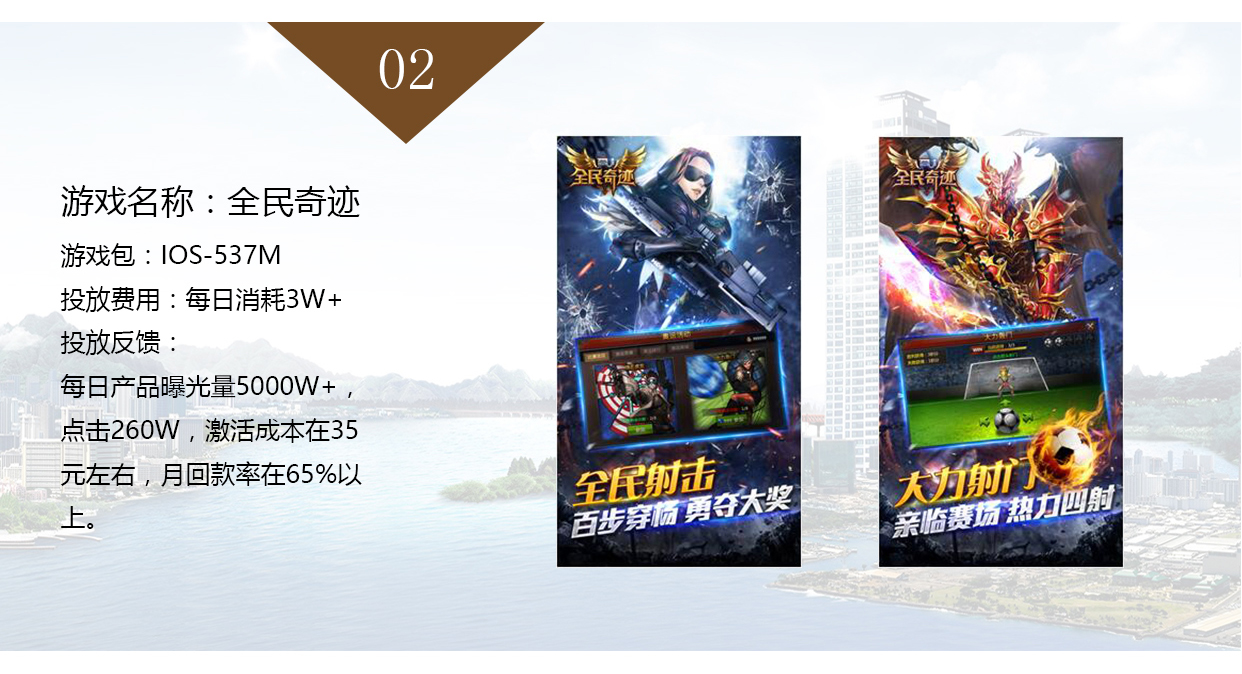 02
游戏名称：全民奇迹
游戏包：IOS-537M
投放费用：每日消耗3W+
投放反馈：
每日产品曝光量5000W+，
点击260W，激活成本在35
元左右，月回款率在65%以
上。
全民奇迹
全民射击
百步穿杨 勇夺大奖
全民奇迹
大力射门
大力射门
亲临赛场 热力四射